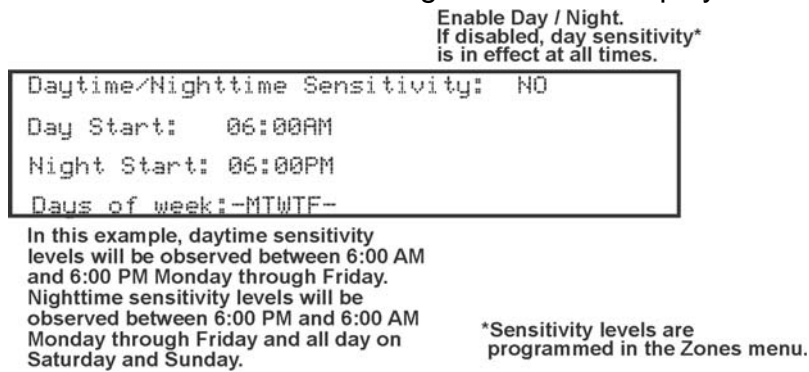 Enable Day / Night.
If disabled, day sensitivity*
is in effect at all times.
Daytime/Nighttime Sensitivity: NO
Day Start: 06:00AM
Night Start: 06:00PM
Days of week:-MTWTF-
In this example, daytime sensitivity
levels will be observed between 6:00 AM
and 6:00 PM Monday through Friday.
Nighttime sensitivity levels will be
observed between 6:00 PM and 6:00 AM
Monday through Friday and all day on
Saturday and Sunday.
*Sensitivity levels are
programmed in the Zones menu.